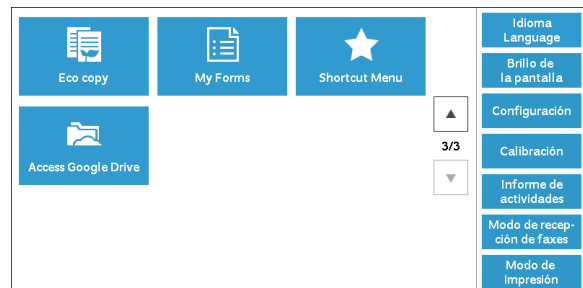 Eco copy
My Forms
Shortcut Menu
Access Google Drive
3/3
Idioma
Language
Brillo de
la pantalla
Configuración
Calibración
Informe de
actividades
Modo de recep-
ción de faxes
Modo de
impresión